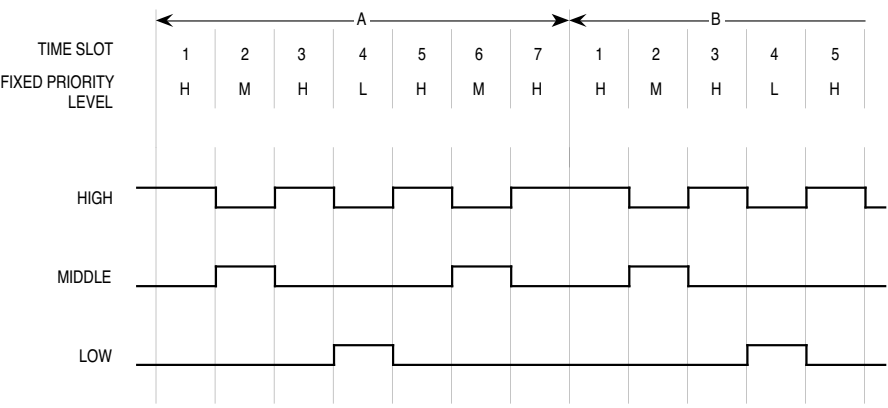 A B
TIME SLOT 1 2 3 4 5 6 7 1 2 3 4 5
FIXED PRIORITY
LEVEL H M H L H M H H M H L H
HIGH
MIDDLE
LOW